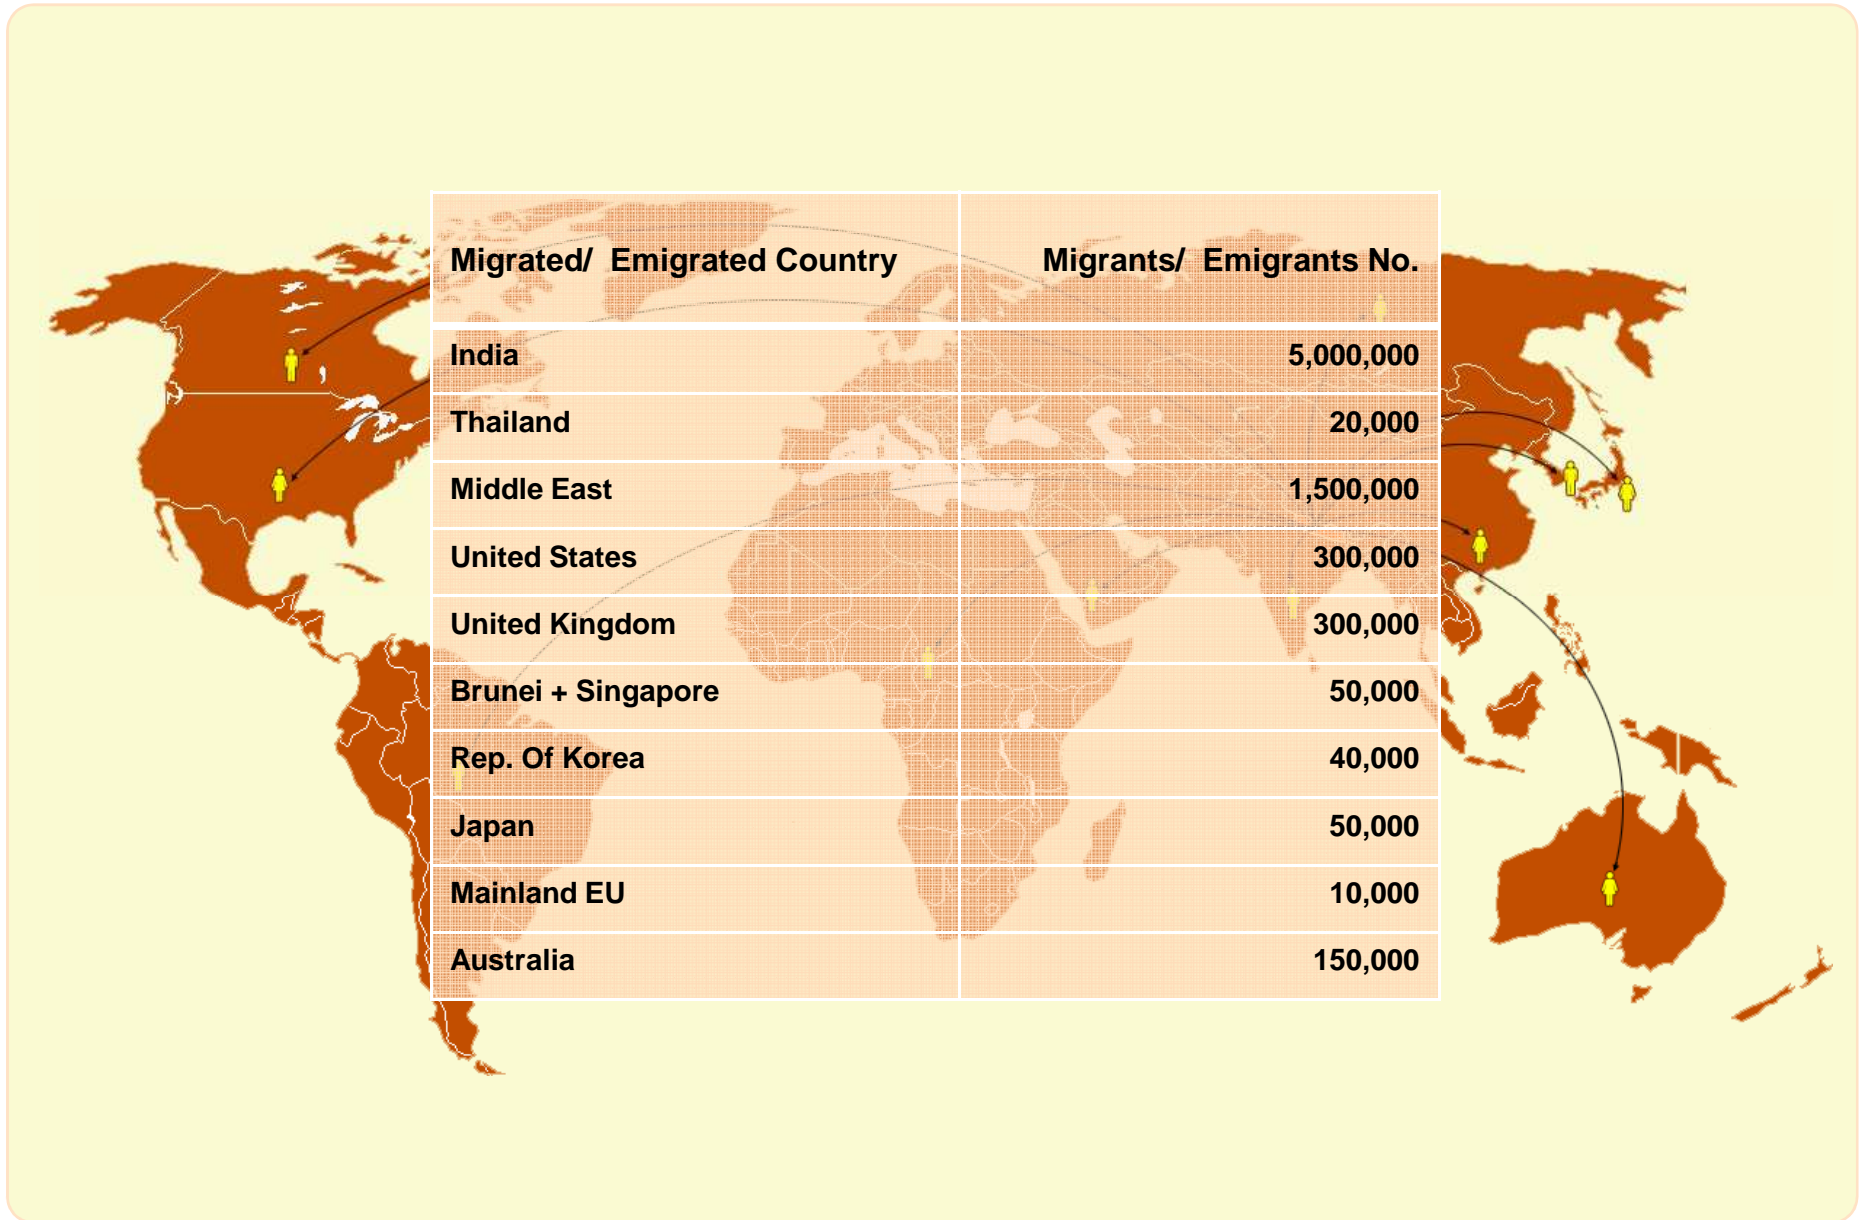 Migrated/ Emigrated Country Migrants/ Emigrants No.
India 5,000,000
Thailand 20,000
Middle East 1,500,000
United States 300,000
United Kingdom 300,000
Brunei + Singapore 50,000
Rep. Of Korea 40,000
Japan 50,000
Mainland EU 10,000
Australia 150,000